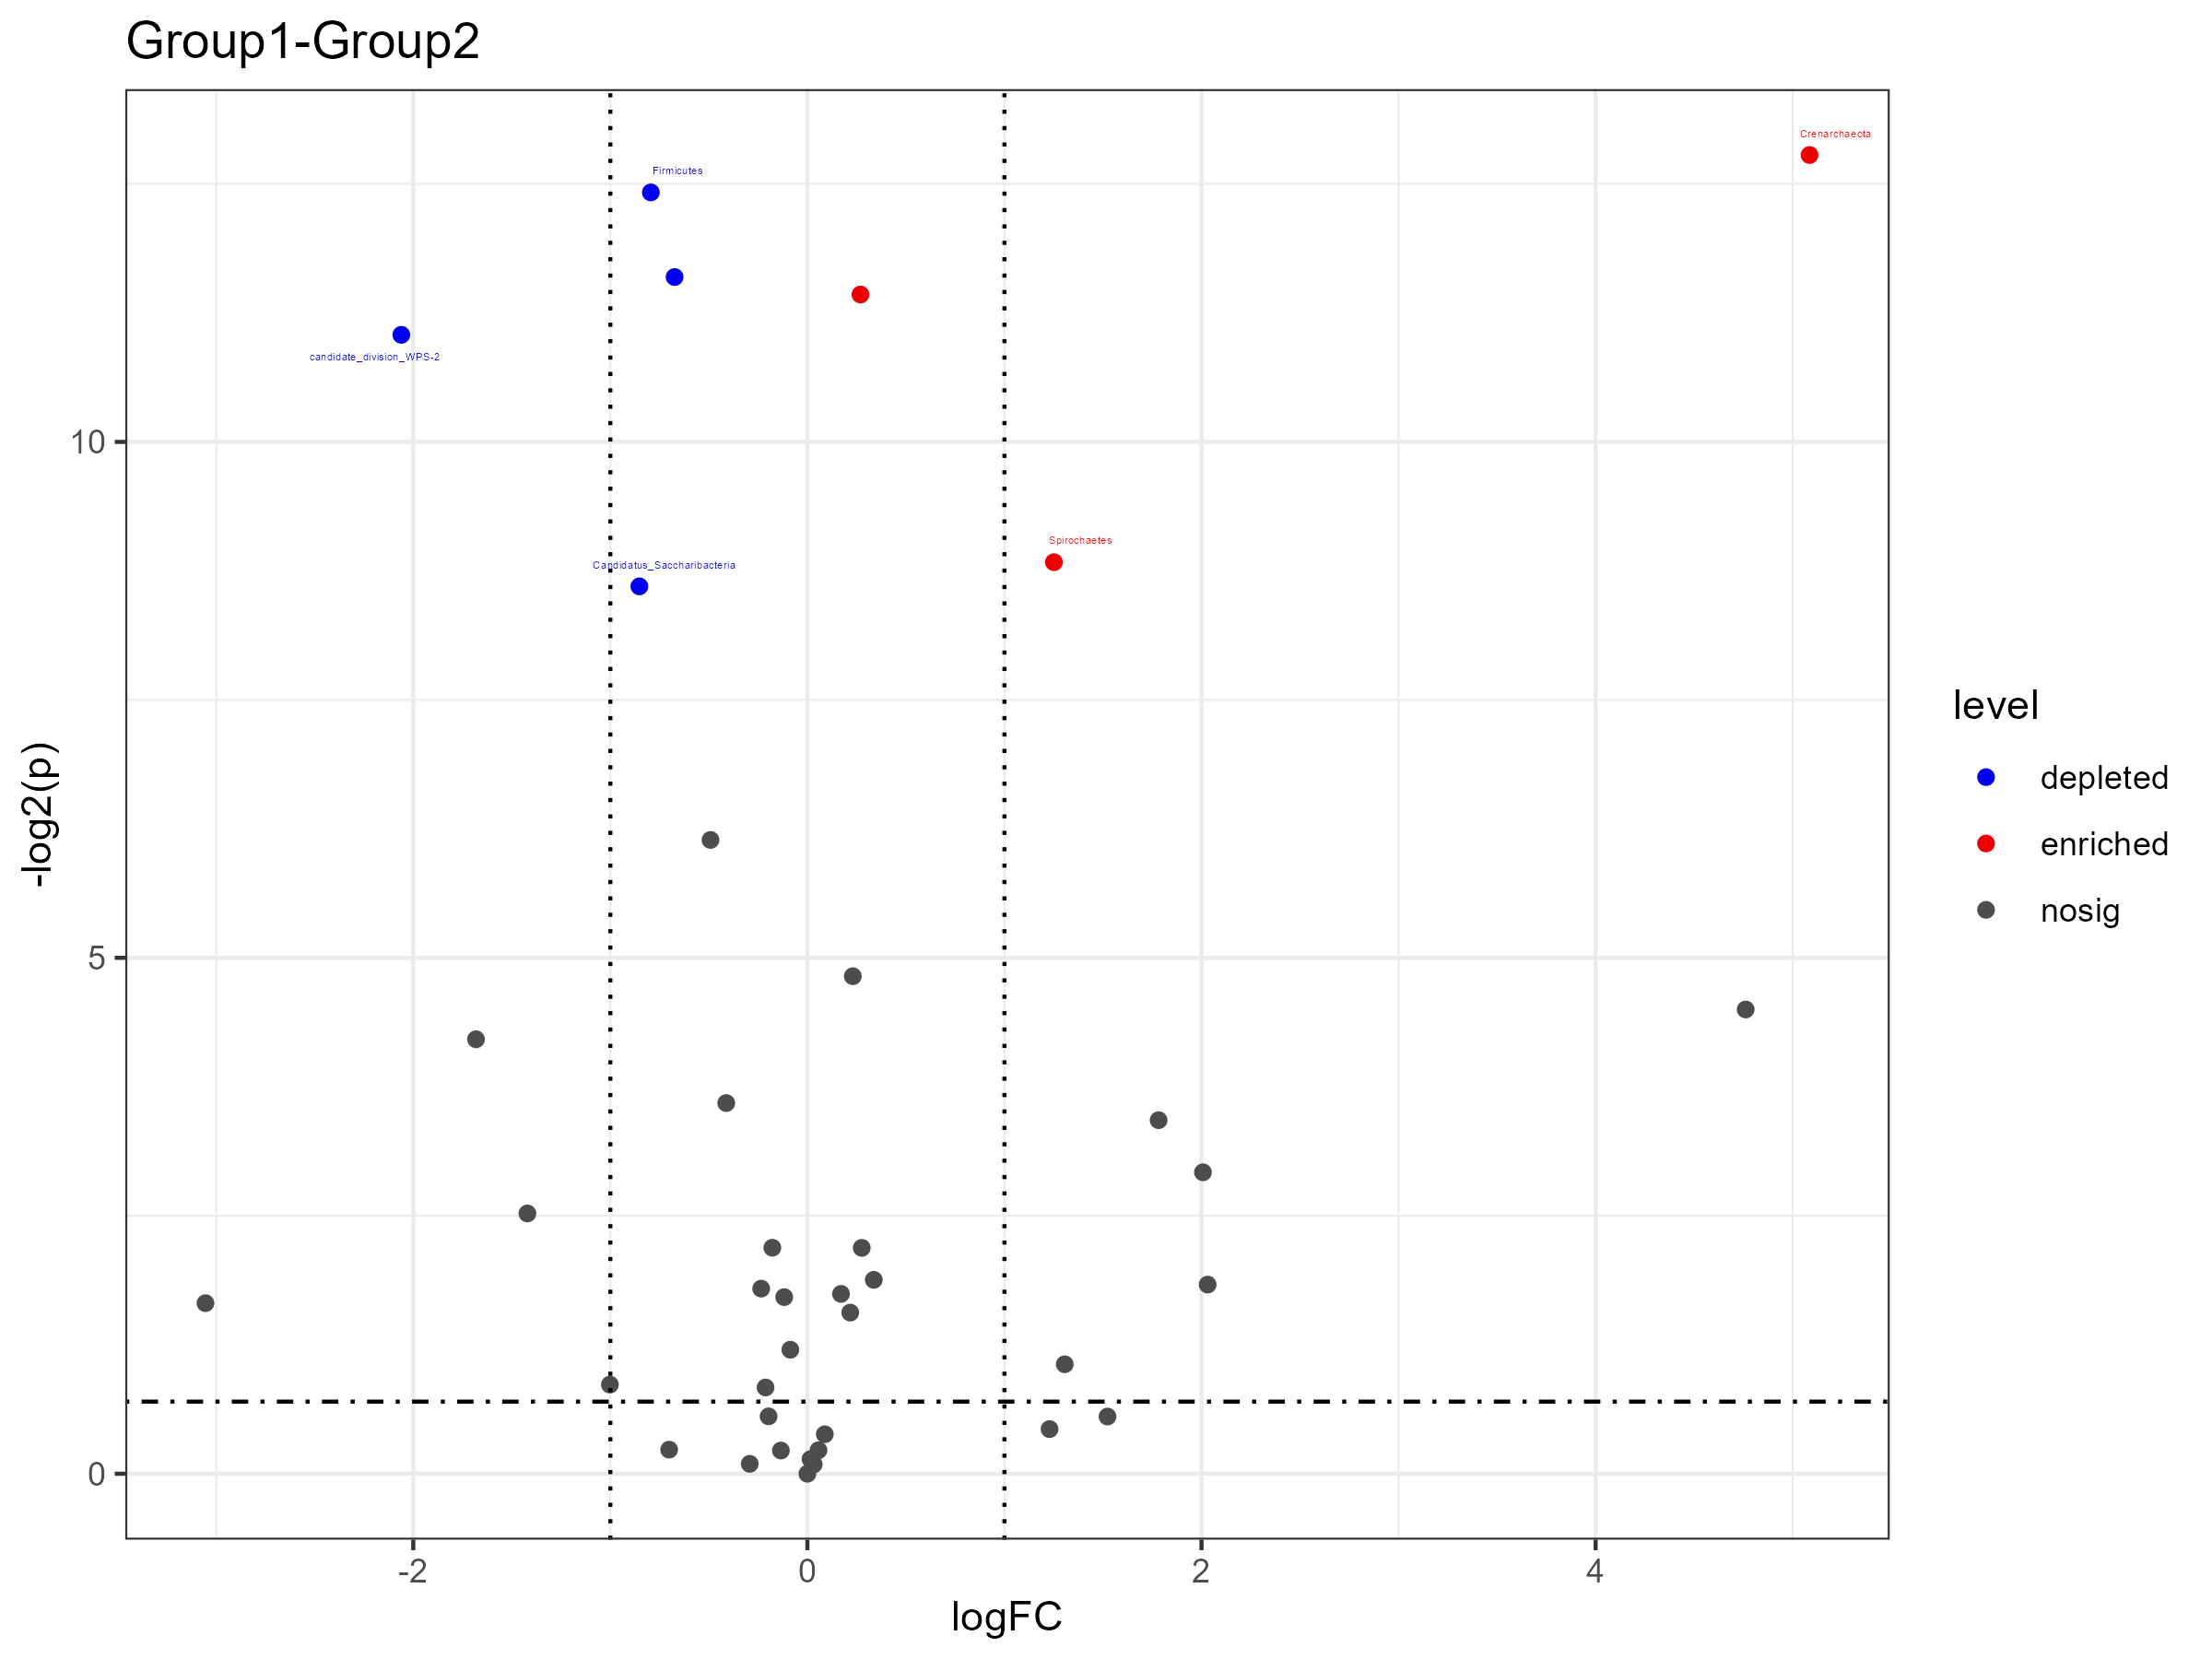 Group1-Group2
Crenarchaeota
Firmicutes
candidate_division_WPS-2
10
Spirochaetes
Candidatus_Saccharibacteria
level
-log2(p)
depleted
enriched
nosig
5
0
-2
0
2
4
logFC